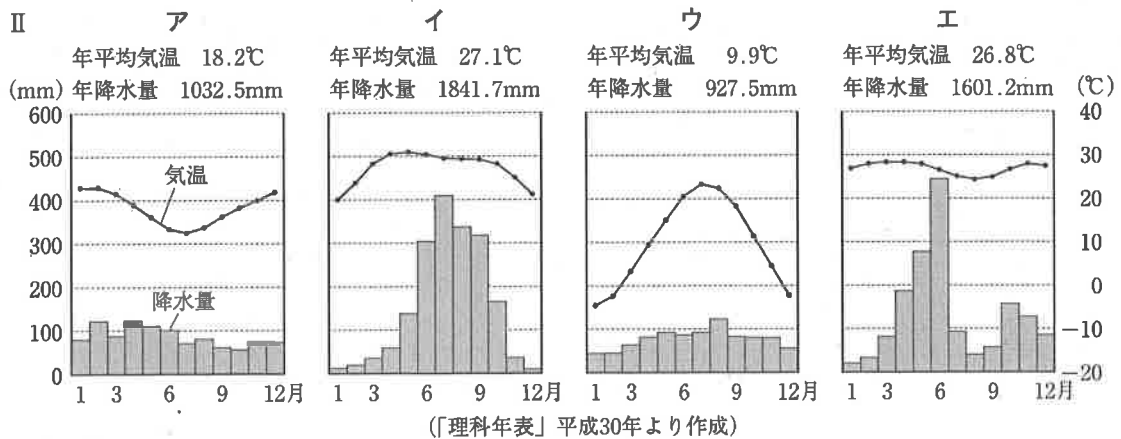 Ⅱ ア イ ウ エ
年平均気温 18.2℃ 年平均気温 27.1℃ 年平均気温 9.9℃ 年平均気温 26.8℃
(mm) 年降水量 1032.5mm 年降水量 1841.7mm 年降水量 927.5mm 年降水量 1601.2mm (℃)
600 40
500 30
気温
400 20
300 10
200 0
降水量
100 -10
0 -20
1 3 6 9 12月 1 3 6 9 12月 1 3 6 9 12月 1 3 6 9 12月
(「理科年表」平成30年より作成)